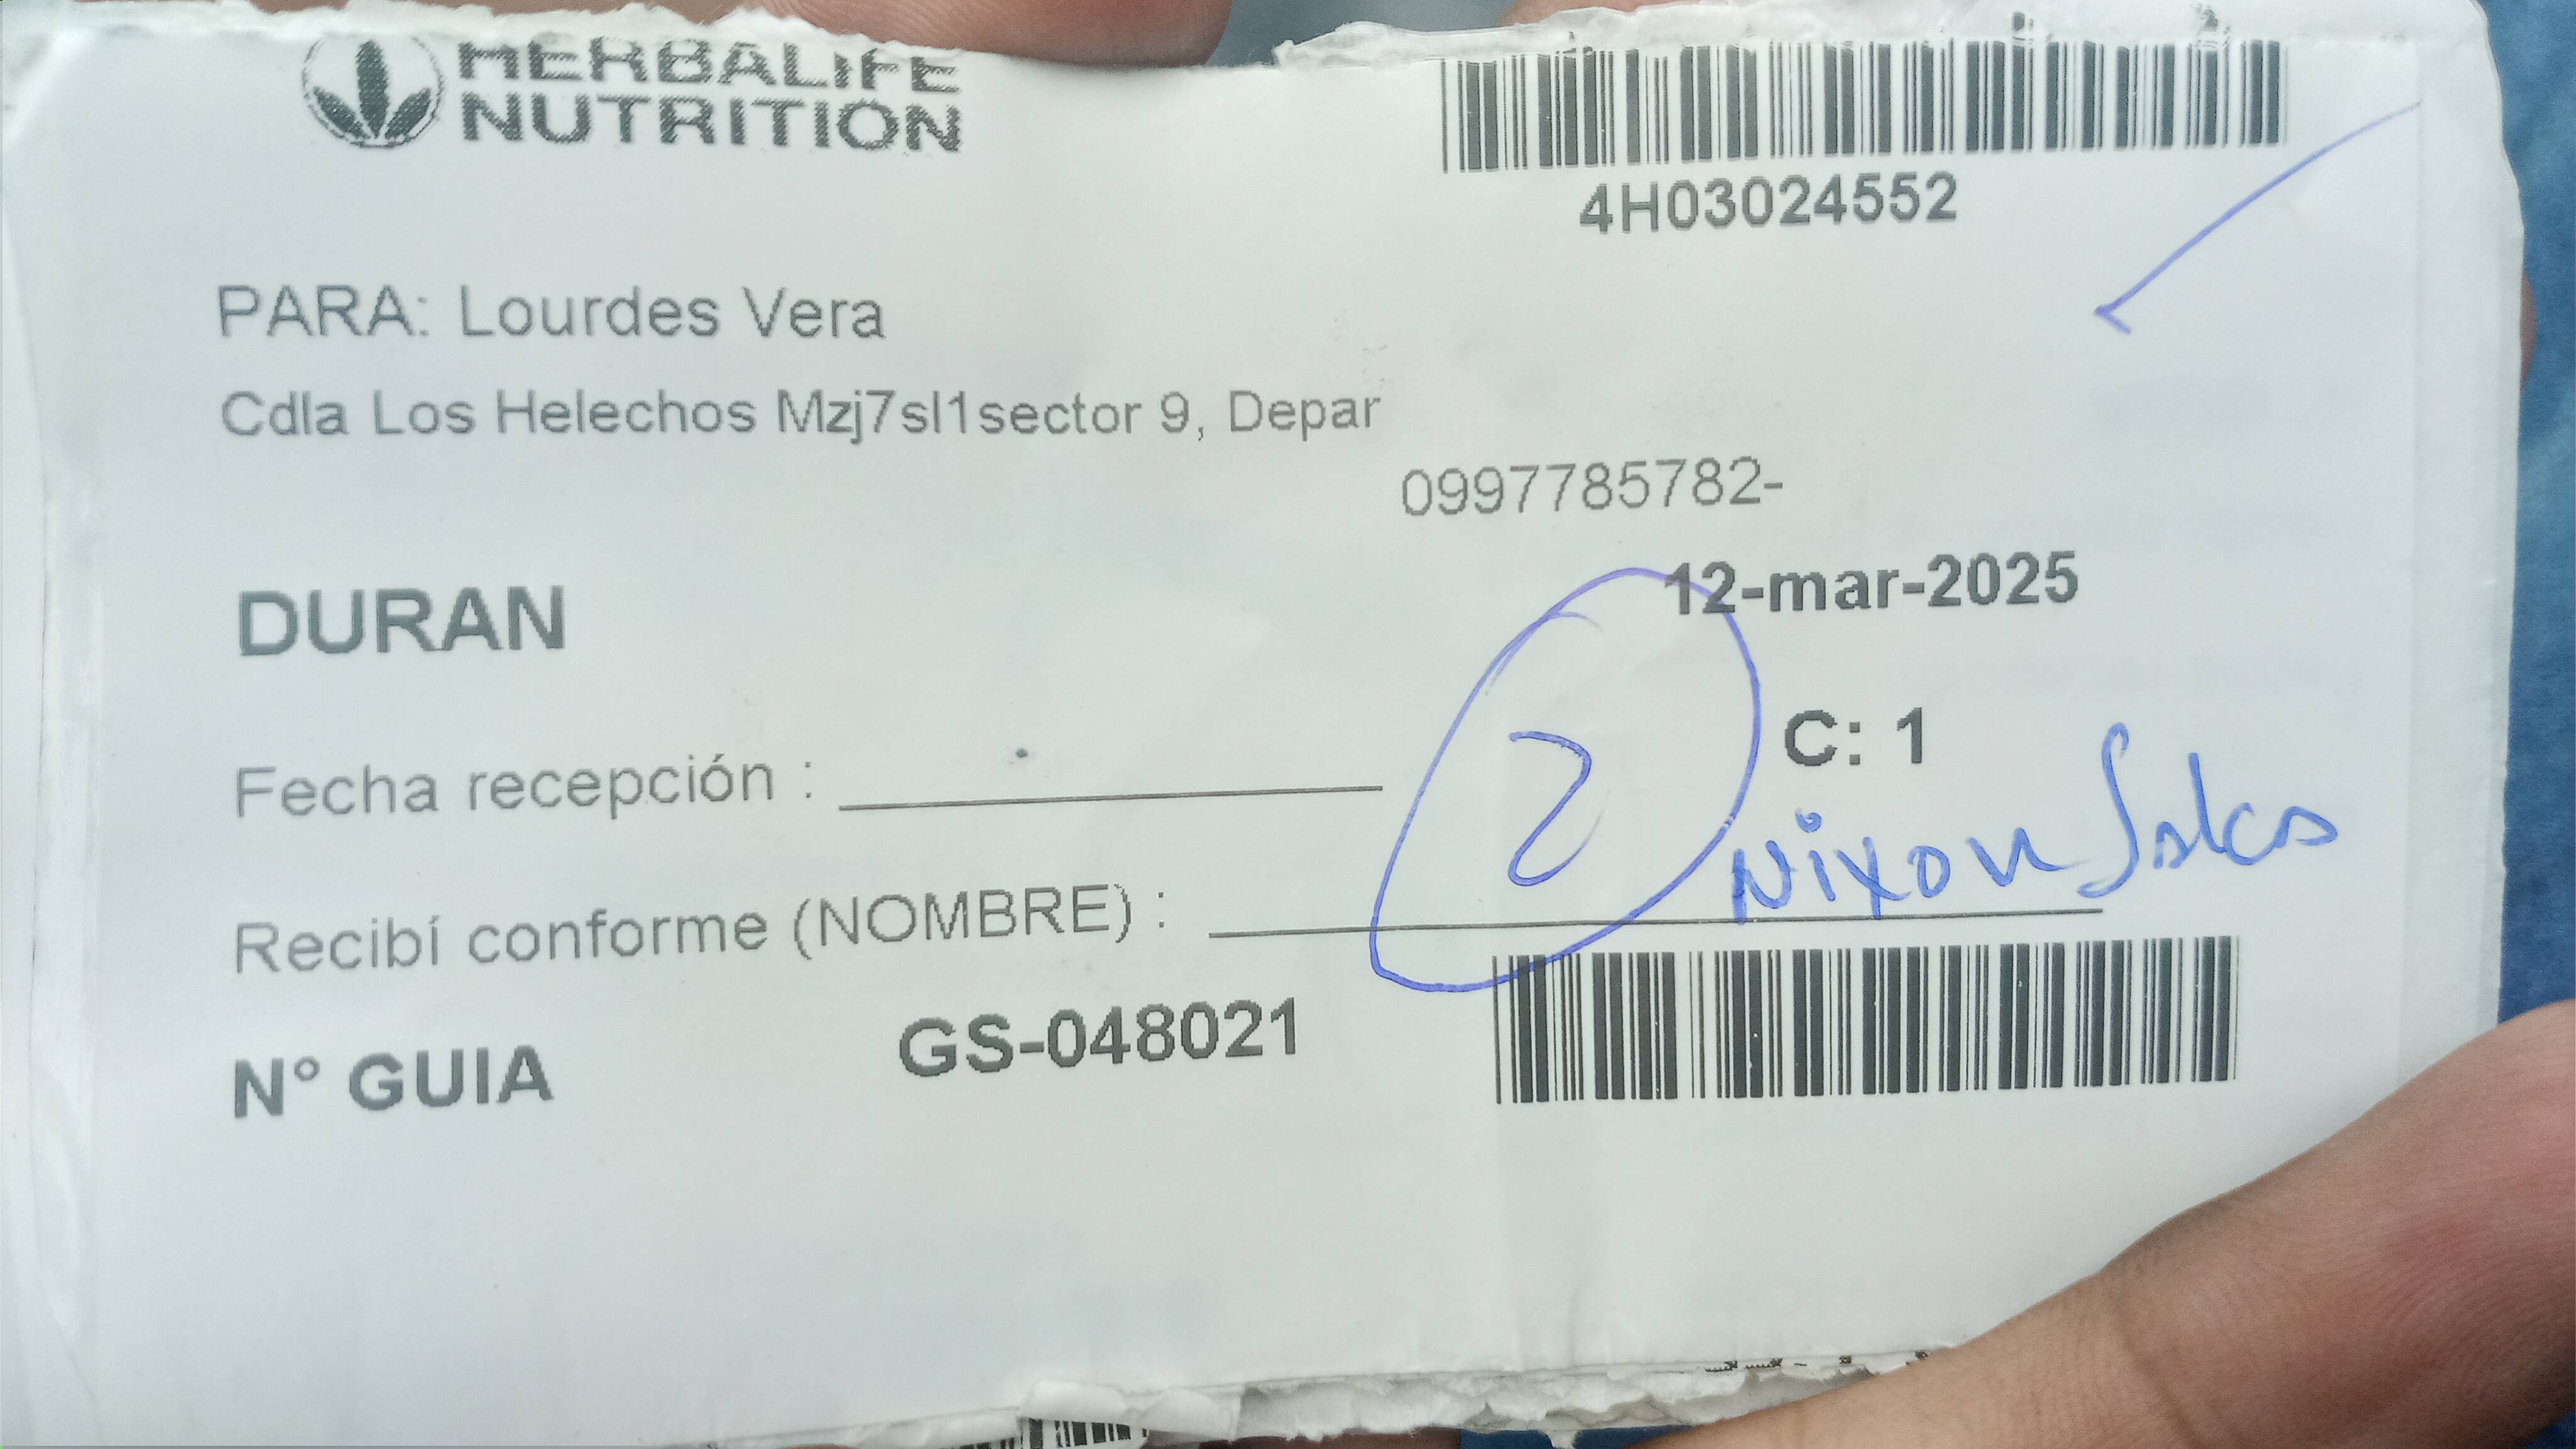 HERBALIFE
NUTRITION
4H03024552
PARA: Lourdes Vera
Cdla Los Helechos Mzj7sl1sector 9, Depar
0997785782-
DURAN
12-mar-2025
2
C: 1
Fecha recepción :
Nixon
Recibí conforme (NOMBRE) :
N° GUIA GS-048021